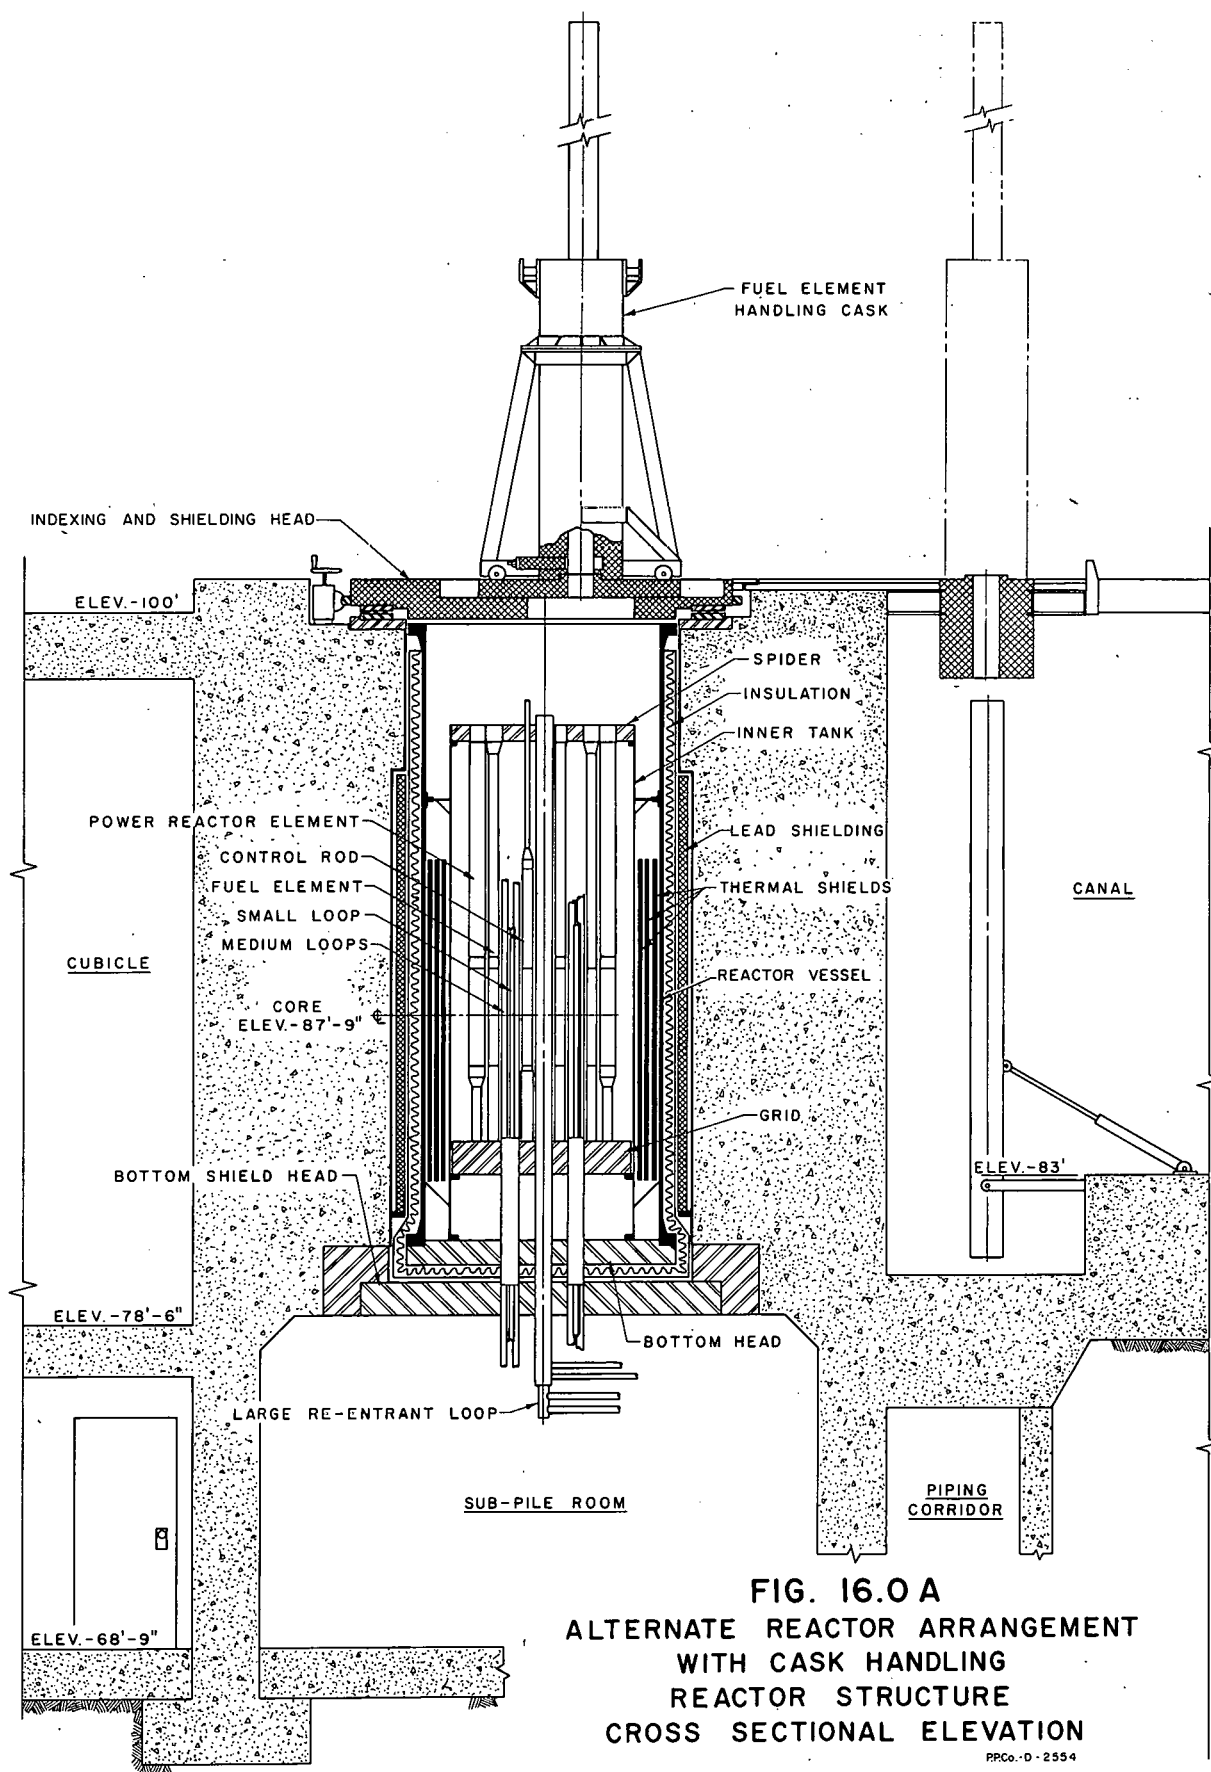 FUEL ELEMENT
HANDLING CASK
INDEXING AND SHIELDING HEAD
ELEV.-100'
SPIDER
INSULATION
INNER TANK
POWER REACTOR ELEMENT
LEAD SHIELDING
CONTROL ROD
FUEL ELEMENT
THERMAL SHIELDS
CANAL
SMALL LOOP
MEDIUM LOOPS
CUBICLE
REACTOR VESSEL
CORE
ELEV.-87'-9"
GRID
BOTTOM SHIELD HEAD
ELEV.-83'
ELEV.-78'-6"
BOTTOM HEAD
LARGE RE-ENTRANT LOOP
SUB-PILE ROOM
PIPING
CORRIDOR
ELEV.-68'-9"
FIG. 16.0 A
ALTERNATE REACTOR ARRANGEMENT
WITH CASK HANDLING
REACTOR STRUCTURE
CROSS SECTIONAL ELEVATION
P.P.Co.-D-2554